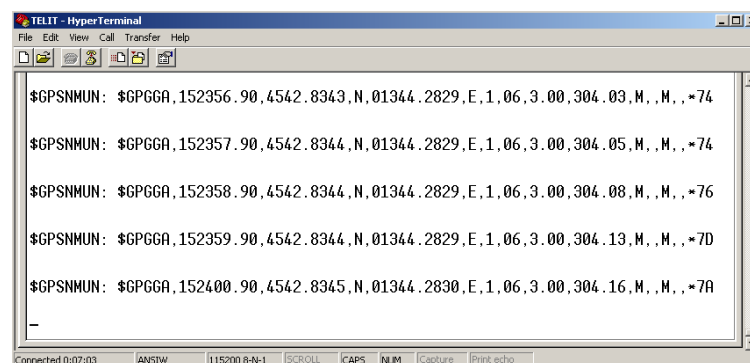 TELIT - HyperTerminal
File Edit View Call Transfer Help
$GPSNMUN: $GPGGA,152356.90,4542.8343,N,01344.2829,E,1,06,3.00,304.03,M,,M,,*74
$GPSNMUN: $GPGGA,152357.90,4542.8344,N,01344.2829,E,1,06,3.00,304.05,M,,M,,*74
$GPSNMUN: $GPGGA,152358.90,4542.8344,N,01344.2829,E,1,06,3.00,304.08,M,,M,,*76
$GPSNMUN: $GPGGA,152359.90,4542.8344,N,01344.2829,E,1,06,3.00,304.13,M,,M,,*7D
$GPSNMUN: $GPGGA,152400.90,4542.8345,N,01344.2830,E,1,06,3.00,304.16,M,,M,,*7A
_
Connected 0:07:03 ANSIW 115200 8-N-1 SCROLL CAPS NUM Capture Print echo